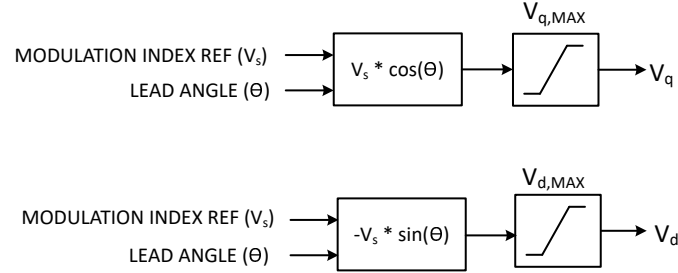 V_q,MAX
MODULATION INDEX REF (V_s)
LEAD ANGLE (Θ)
V_s * cos(Θ)
V_q
V_d,MAX
MODULATION INDEX REF (V_s)
LEAD ANGLE (Θ)
-V_s * sin(Θ)
V_d